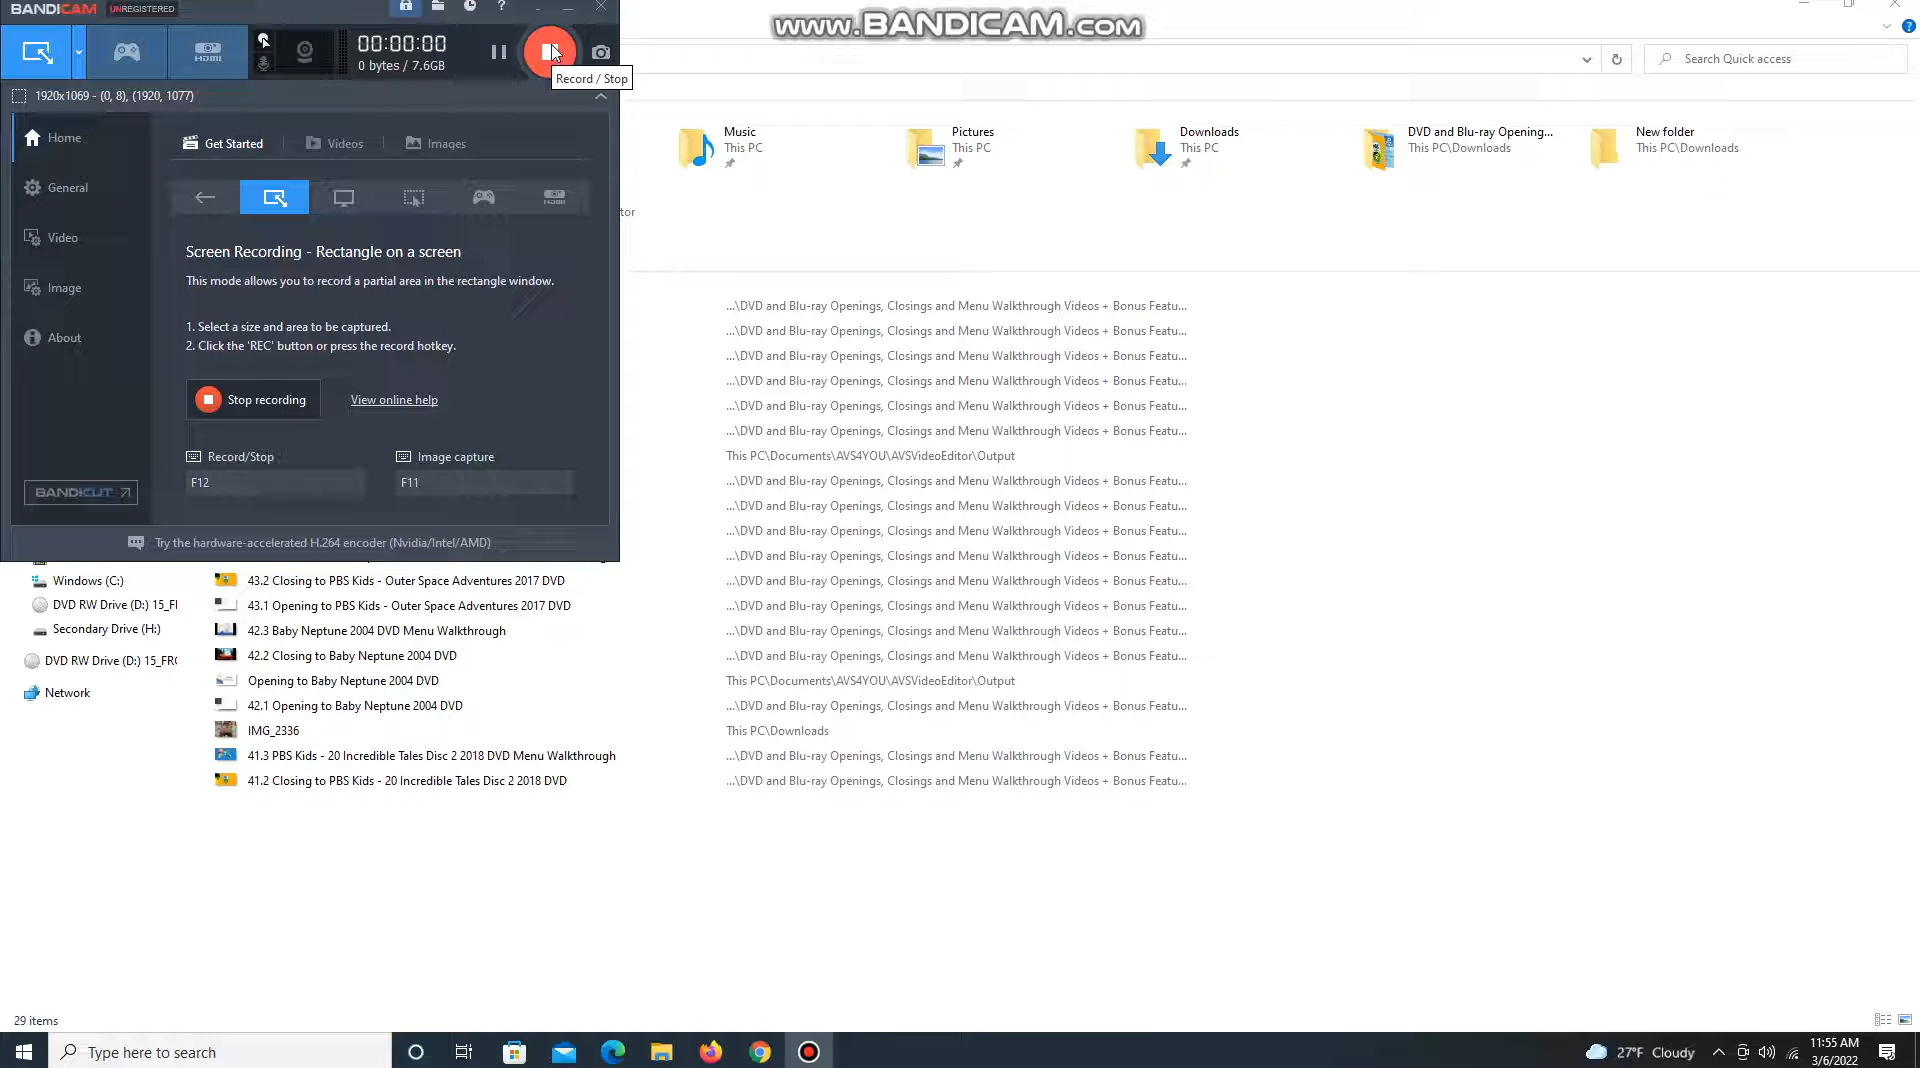 BANDICAM UNREGISTERED
?
www.BANDICAM.com
HDMI
00:00:00
0 bytes / 7.6GB
Record / Stop
Search Quick access
1920x1069 - (0, 8), (1920, 1077)
Home
General
Video
Image
About
BANDICUT
Get Started
Videos
Images
HDMI
Screen Recording - Rectangle on a screen
This mode allows you to record a partial area in the rectangle window.
1. Select a size and area to be captured.
2. Click the 'REC' button or press the record hotkey.
Stop recording
View online help
Record/Stop
Image capture
F12
F11
Try the hardware-accelerated H.264 encoder (Nvidia/Intel/AMD)
Music
This PC
Pictures
This PC
Downloads
This PC
DVD and Blu-ray Opening...
This PC\Downloads
New folder
This PC\Downloads
tor
...\DVD and Blu-ray Openings, Closings and Menu Walkthrough Videos + Bonus Featu...
...\DVD and Blu-ray Openings, Closings and Menu Walkthrough Videos + Bonus Featu...
...\DVD and Blu-ray Openings, Closings and Menu Walkthrough Videos + Bonus Featu...
...\DVD and Blu-ray Openings, Closings and Menu Walkthrough Videos + Bonus Featu...
...\DVD and Blu-ray Openings, Closings and Menu Walkthrough Videos + Bonus Featu...
...\DVD and Blu-ray Openings, Closings and Menu Walkthrough Videos + Bonus Featu...
This PC\Documents\AVS4YOU\AVSVideoEditor\Output
...\DVD and Blu-ray Openings, Closings and Menu Walkthrough Videos + Bonus Featu...
...\DVD and Blu-ray Openings, Closings and Menu Walkthrough Videos + Bonus Featu...
...\DVD and Blu-ray Openings, Closings and Menu Walkthrough Videos + Bonus Featu...
...\DVD and Blu-ray Openings, Closings and Menu Walkthrough Videos + Bonus Featu...
Windows (C:)
DVD RW Drive (D:) 15_FI
Secondary Drive (H:)
DVD RW Drive (D:) 15_FRC
Network
43.2 Closing to PBS Kids - Outer Space Adventures 2017 DVD
...\DVD and Blu-ray Openings, Closings and Menu Walkthrough Videos + Bonus Featu...
43.1 Opening to PBS Kids - Outer Space Adventures 2017 DVD
...\DVD and Blu-ray Openings, Closings and Menu Walkthrough Videos + Bonus Featu...
42.3 Baby Neptune 2004 DVD Menu Walkthrough
...\DVD and Blu-ray Openings, Closings and Menu Walkthrough Videos + Bonus Featu...
42.2 Closing to Baby Neptune 2004 DVD
...\DVD and Blu-ray Openings, Closings and Menu Walkthrough Videos + Bonus Featu...
Opening to Baby Neptune 2004 DVD
This PC\Documents\AVS4YOU\AVSVideoEditor\Output
42.1 Opening to Baby Neptune 2004 DVD
...\DVD and Blu-ray Openings, Closings and Menu Walkthrough Videos + Bonus Featu...
IMG_2336
This PC\Downloads
41.3 PBS Kids - 20 Incredible Tales Disc 2 2018 DVD Menu Walkthrough
...\DVD and Blu-ray Openings, Closings and Menu Walkthrough Videos + Bonus Featu...
41.2 Closing to PBS Kids - 20 Incredible Tales Disc 2 2018 DVD
...\DVD and Blu-ray Openings, Closings and Menu Walkthrough Videos + Bonus Featu...
29 items
Type here to search
27°F Cloudy
11:55 AM
3/6/2022